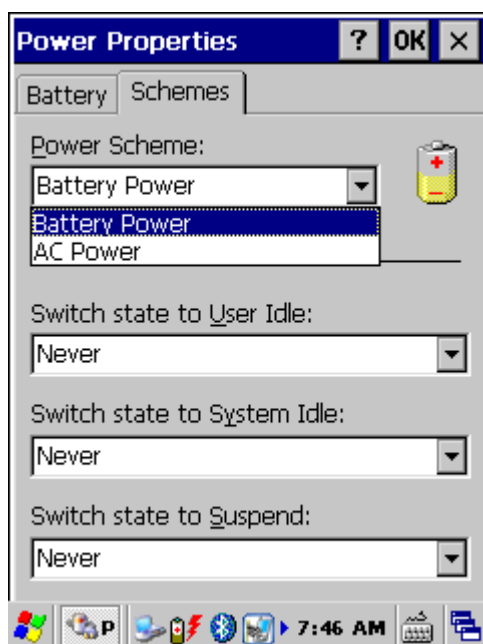 Power Properties ? OK ×
Battery Schemes
Power Scheme:
Battery Power
Battery Power
AC Power
Switch state to User Idle:
Never
Switch state to System Idle:
Never
Switch state to Suspend:
Never
P 7:46 AM